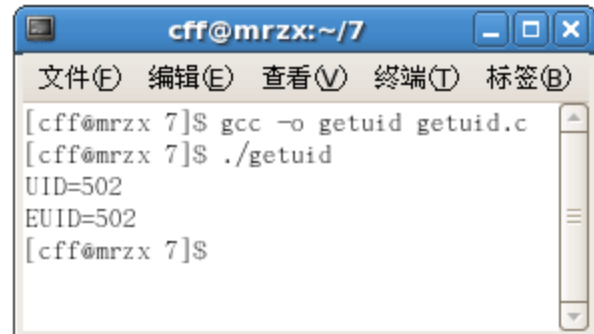 cff@mrzx:~/7
文件(F) 编辑(E) 查看(V) 终端(T) 标签(B)
[cff@mrzx 7]$ gcc -o getuid getuid.c
[cff@mrzx 7]$ ./getuid
UID=502
EUID=502
[cff@mrzx 7]$